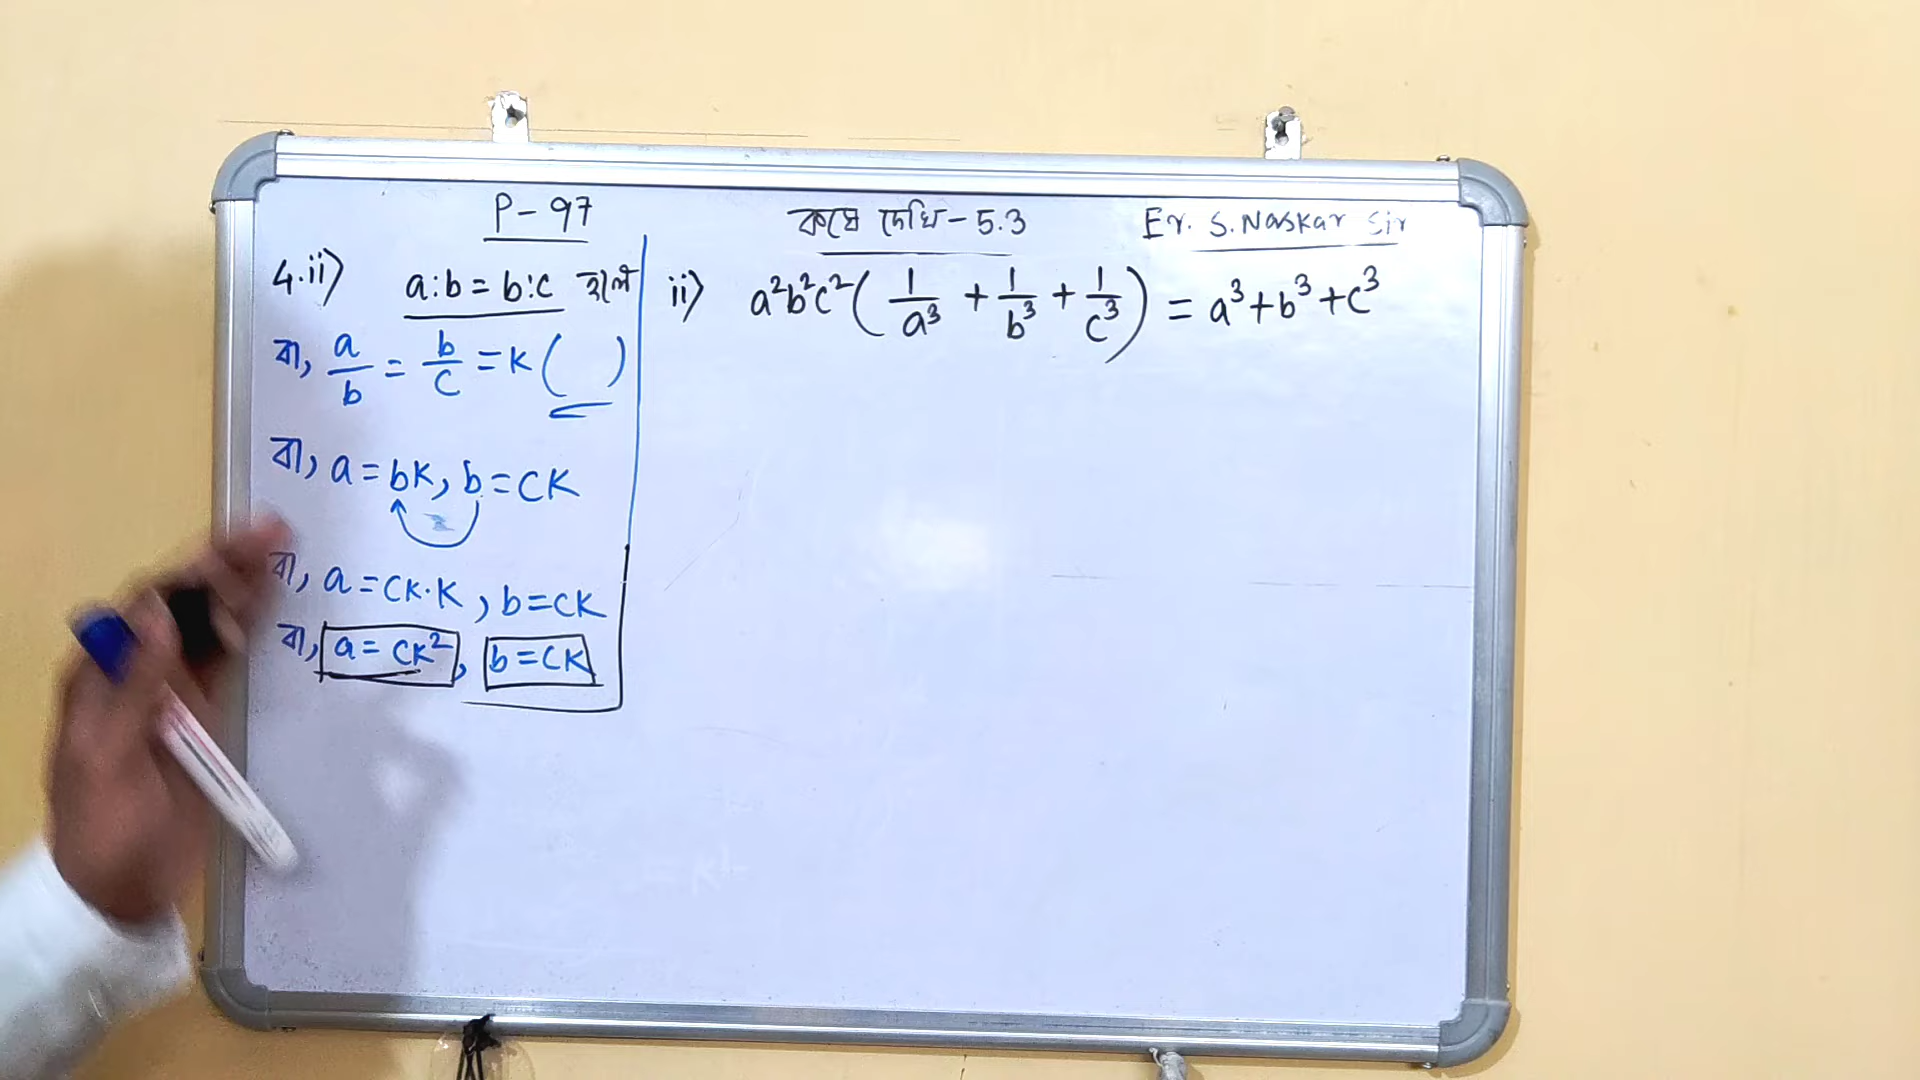 P-97
কষে দেখি-5.3
Er. S. Naskar Sir
4.ii) a:b = b:c হলে
বা, a/b = b/c = K ( )
বা, a = bK, b = CK
বা, a = CK·K, b = CK
বা, a = CK², b = CK
ii) a²b²c² ( 1/a³ + 1/b³ + 1/c³ ) = a³ + b³ + c³